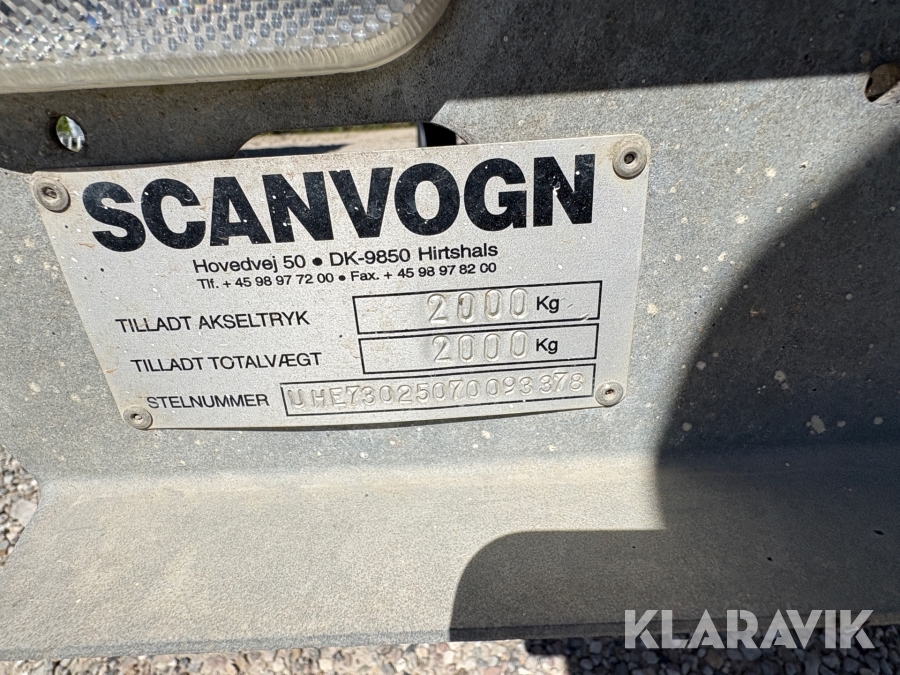 SCANVOGN
Hovedvej 50 ● DK-9850 Hirtshals
Tlf. + 45 98 97 72 00 ● Fax. + 45 98 97 82 00
TILLADT AKSELTRYK 2000 Kg
TILLADT TOTALVÆGT 2000 Kg
STELNUMMER UHE73025070093378
KLARAVIK